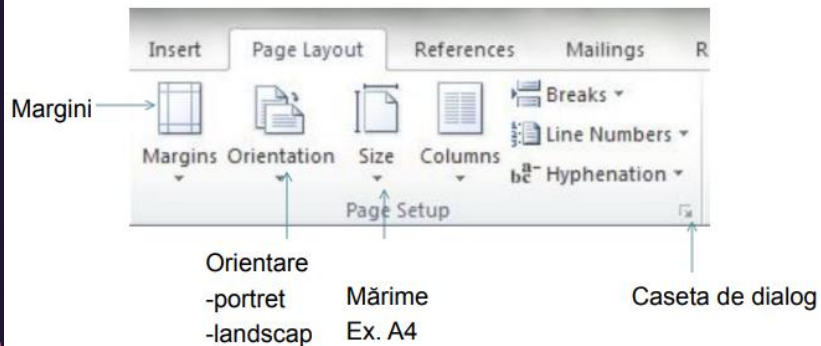 Insert Page Layout References Mailings R
Margini
Breaks
Line Numbers
Margins Orientation Size Columns
Hyphenation
Page Setup
Orientare
-portret Mărime Caseta de dialog
-landscap Ex. A4